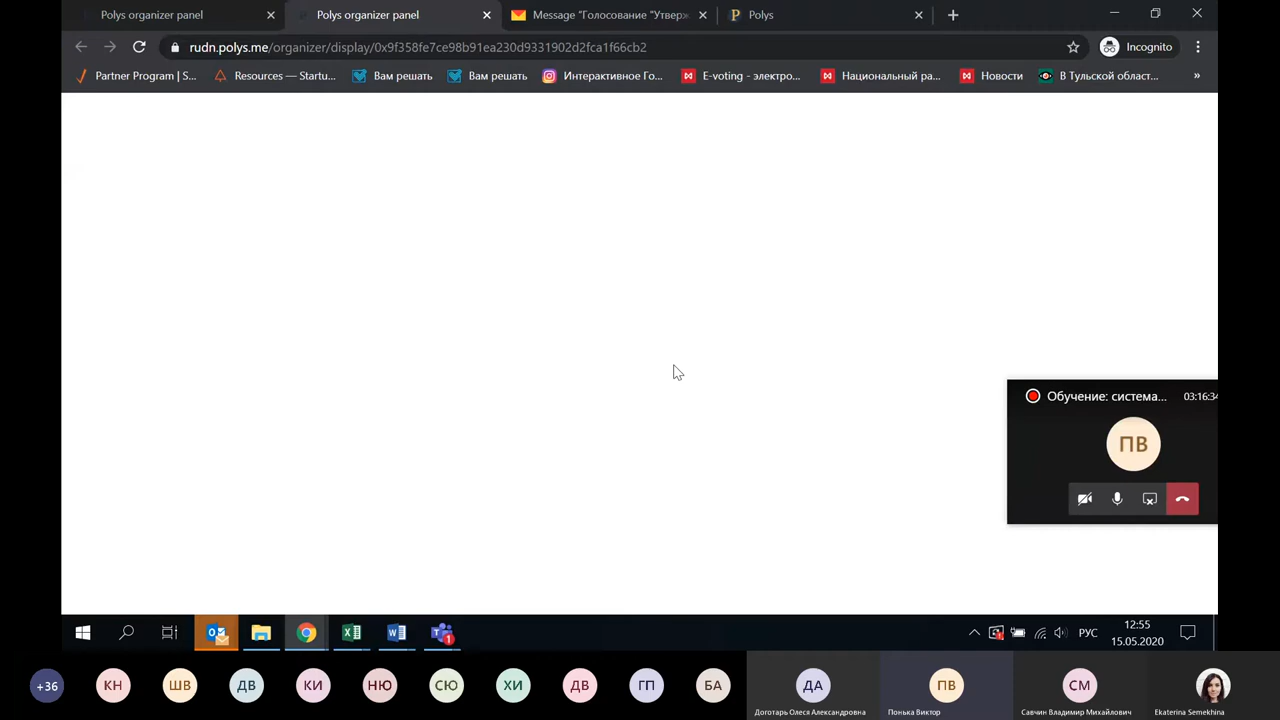 Polys organizer panel
Polys organizer panel
Message "Голосование "Утверж
Polys
rudn.polys.me/organizer/display/0x9f358fe7ce98b91ea230d9331902d2fca1f66cb2
Incognito
Partner Program | S...
Resources — Startu...
Вам решать
Вам решать
Интерактивное Го...
E-voting - электро...
Национальный ра...
Новости
В Тульской област...
»
Обучение: система...
03:16:34
ПВ
РУС
12:55
15.05.2020
1
+36
КН
ШВ
ДВ
КИ
НЮ
СЮ
ХИ
ДВ
ГП
БА
ДА
Доготарь Олеся Александровна
ПВ
Понька Виктор
СМ
Савчин Владимир Михайлович
Ekaterina Semekhina